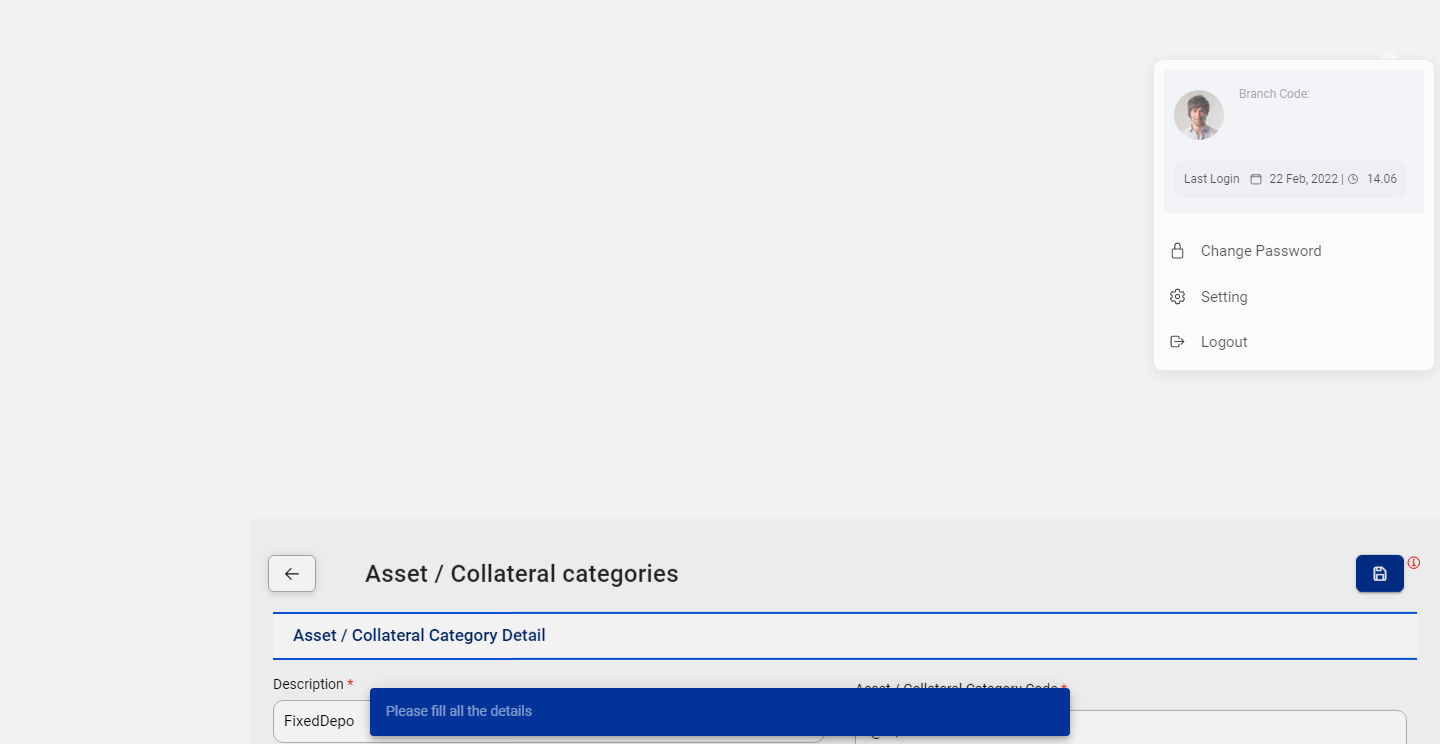 Branch Code:
Last Login 22 Feb, 2022 | 14.06
Change Password
Setting
Logout
Asset / Collateral categories
Asset / Collateral Category Detail
Description *
Asset / Collateral Category Code *
FixedDepo
Please fill all the details